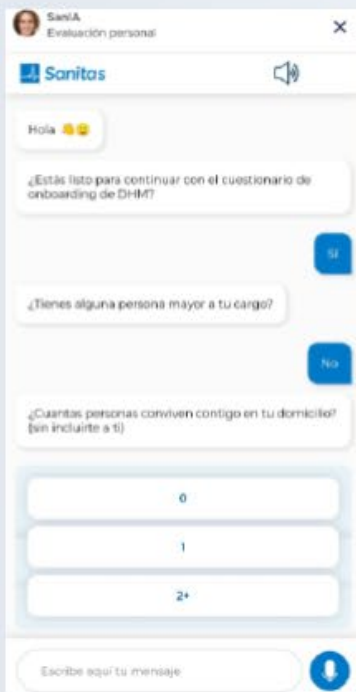 SaniA
Evaluación personal
Sanitas
Hola
¿Estás listo para continuar con el cuestionario de
onboarding de DHM?
Sí
¿Tienes alguna persona mayor a tu cargo?
No
¿Cuantas personas conviven contigo en tu domicilio?
(sin incluirte a ti)
0
1
2+
Escribe aquí tu mensaje